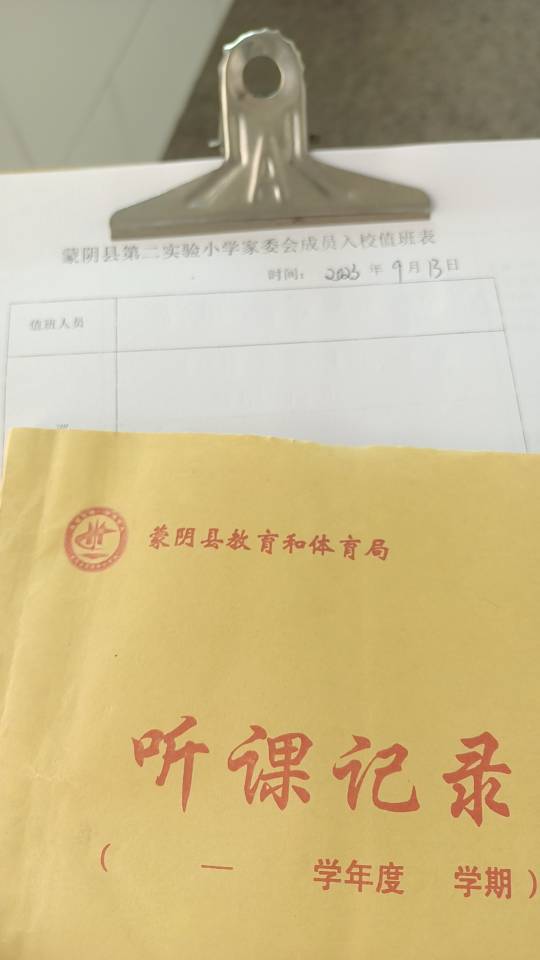 蒙阴县第二实验小学家委会成员入校值班表
时间： 2023 年 9 月 13 日
值班人员
蒙阴县教育和体育局
听课记录
（ — 学年度 学期）